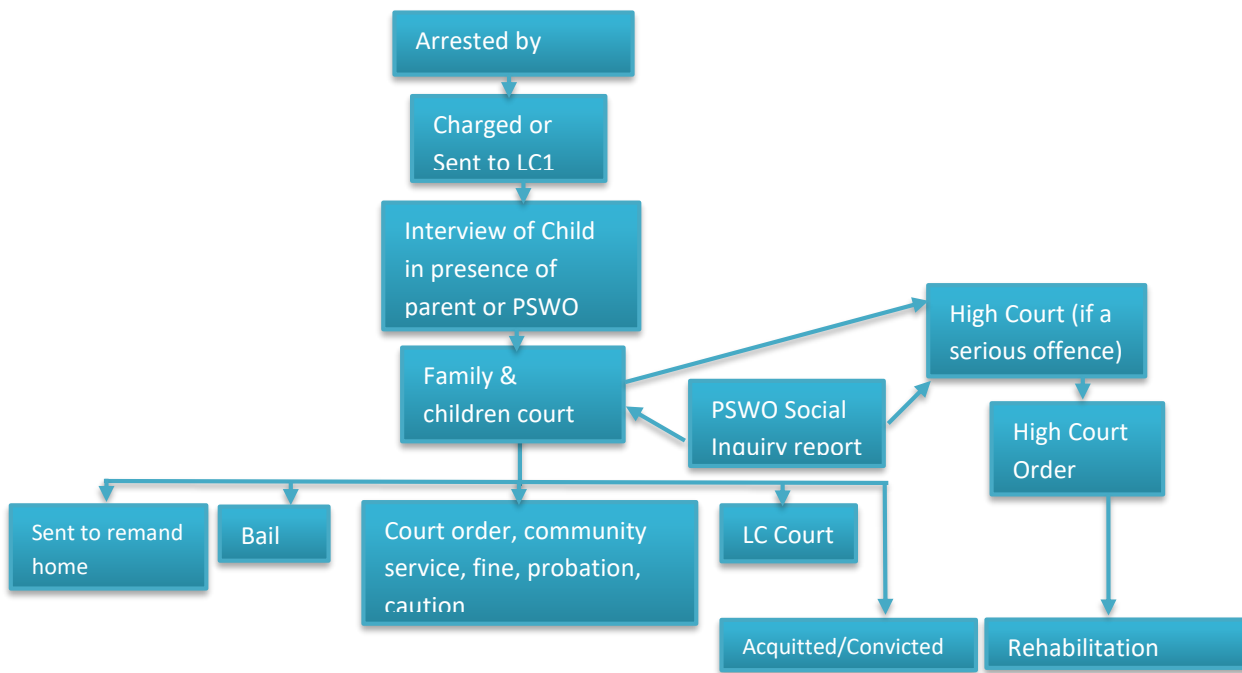 Arrested by
Charged or
Sent to LC1
Interview of Child
in presence of
parent or PSWO
High Court (if a
serious offence)
Family &
children court
PSWO Social
Inquiry report
High Court
Order
Sent to remand
home
Bail
Court order, community
service, fine, probation,
caution
LC Court
Acquitted/Convicted
Rehabilitation